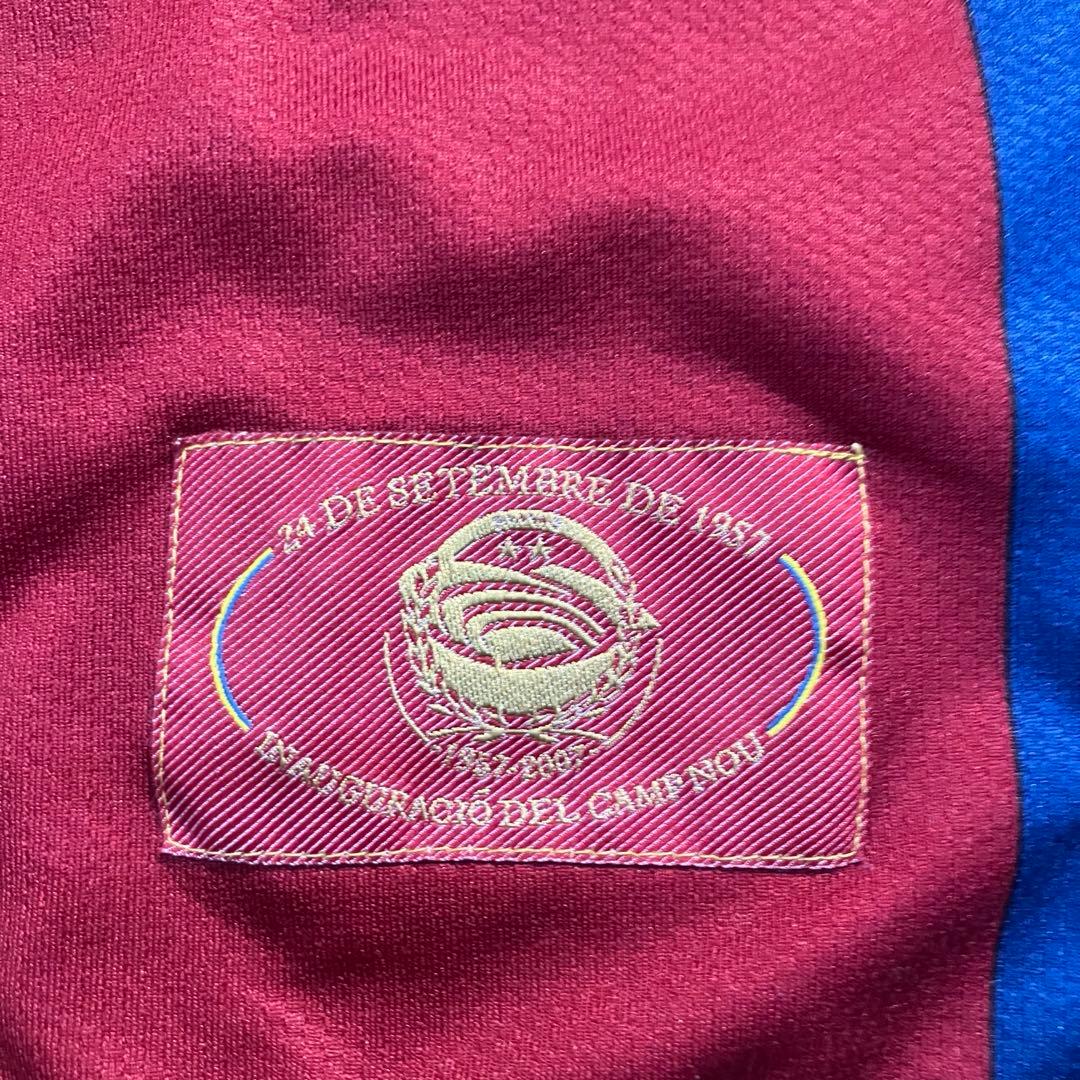 24 DE SETEMBRE DE 1957
-1957-2007-
INAUGURACIÓ DEL CAMP NOU